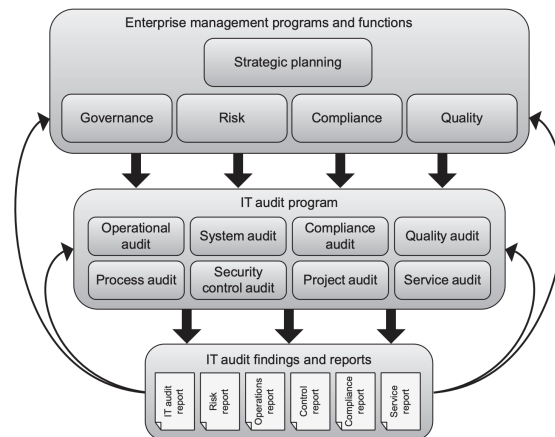 Enterprise management programs and functions
Strategic planning
Governance
Risk
Compliance
Quality
IT audit program
Operational
audit
System audit
Compliance
audit
Quality audit
Process audit
Security
control audit
Project audit
Service audit
IT audit findings and reports
IT audit
report
Risk
report
Operations
report
Control
report
Compliance
report
Service
report